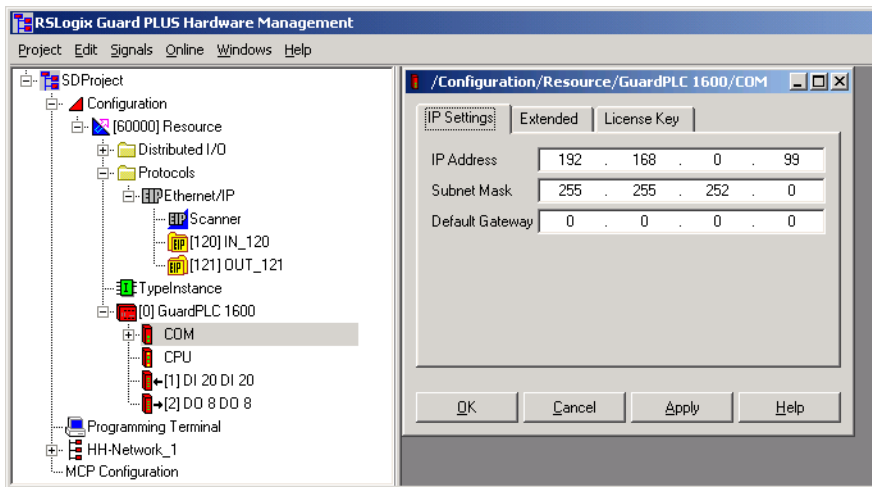 RSLogix Guard PLUS Hardware Management
Project Edit Signals Online Windows Help
SDProject
Configuration
[60000] Resource
Distributed I/O
Protocols
EIP Ethernet/IP
EIP Scanner
EIP [120] IN_120
EIP [121] OUT_121
I TypeInstance
[0] GuardPLC 1600
COM
CPU
[1] DI 20 DI 20
[2] DO 8 DO 8
Programming Terminal
HH-Network_1
MCP Configuration
/Configuration/Resource/GuardPLC 1600/COM
IP Settings Extended License Key
IP Address 192 . 168 . 0 . 99
Subnet Mask 255 . 255 . 252 . 0
Default Gateway 0 . 0 . 0 . 0
OK Cancel Apply Help